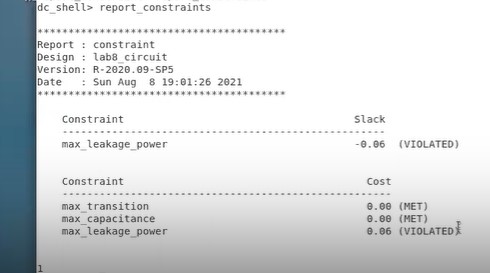 dc_shell> report_constraints
****************************************
Report : constraint
Design : lab8_circuit
Version: R-2020.09-SP5
Date   : Sun Aug  8 19:01:26 2021
****************************************
Constraint Slack
--------------------------------------------------
max_leakage_power -0.06 (VIOLATED)
Constraint Cost
--------------------------------------------------
max_transition 0.00 (MET)
max_capacitance 0.00 (MET)
max_leakage_power 0.06 (VIOLATED)
1